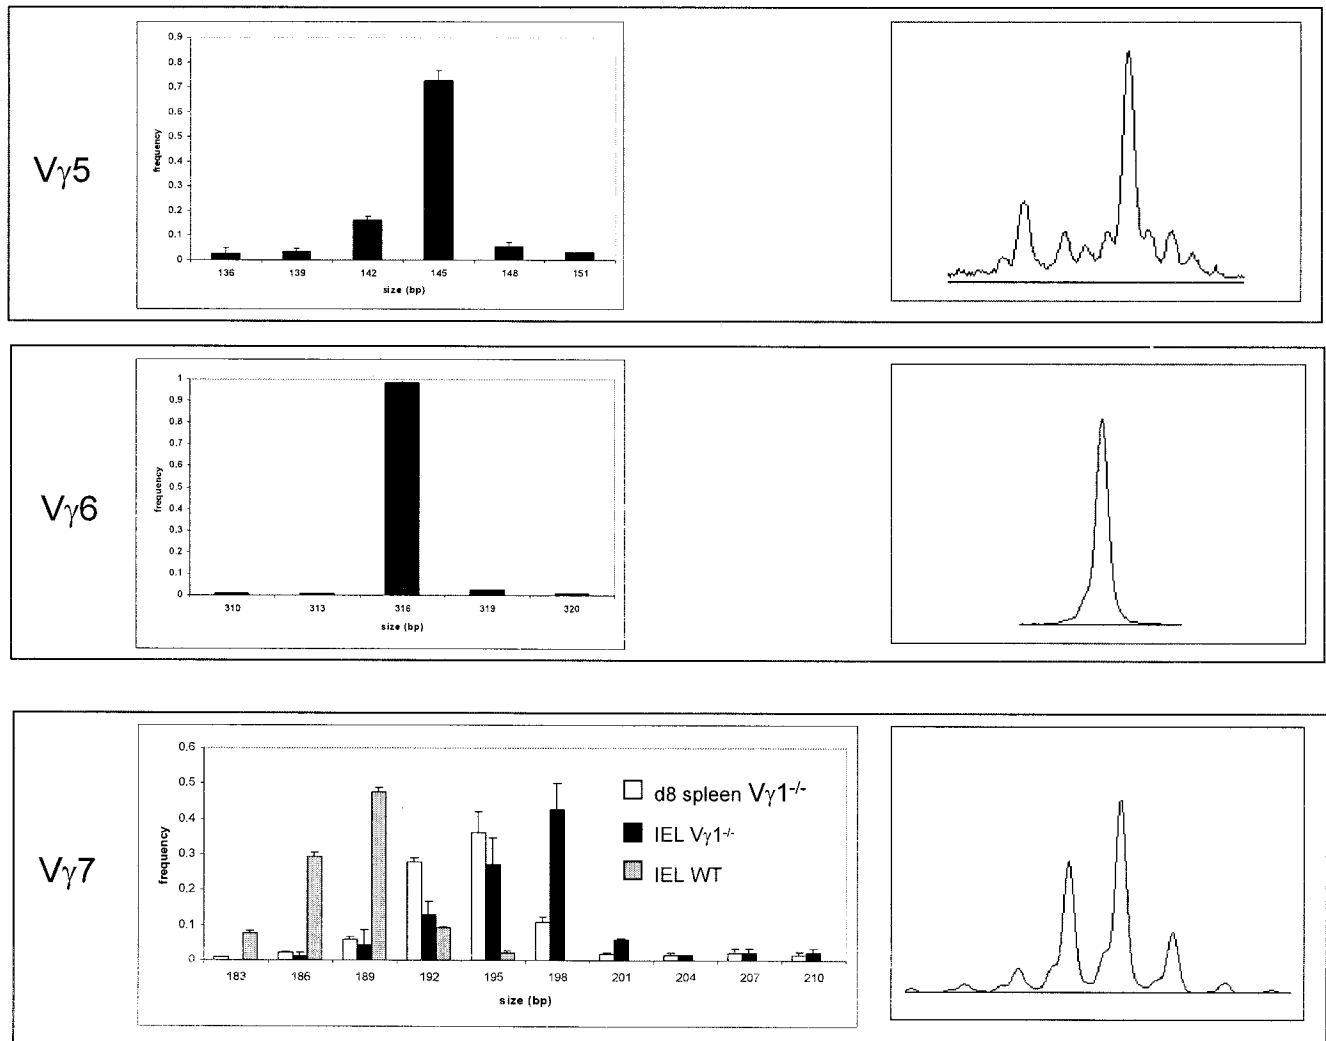 Vγ5
0.9
0.8
0.7
0.6
0.5
0.4
0.3
0.2
0.1
0
frequency
136 139 142 145 148 151
size (bp)
Vγ6
1
0.9
0.8
0.7
0.6
0.5
0.4
0.3
0.2
0.1
0
frequency
310 313 316 319 320
size (bp)
Vγ7
0.6
0.5
0.4
0.3
0.2
0.1
0
frequency
d8 spleen Vγ1-/-
IEL Vγ1-/-
IEL WT
183 186 189 192 195 198 201 204 207 210
size (bp)